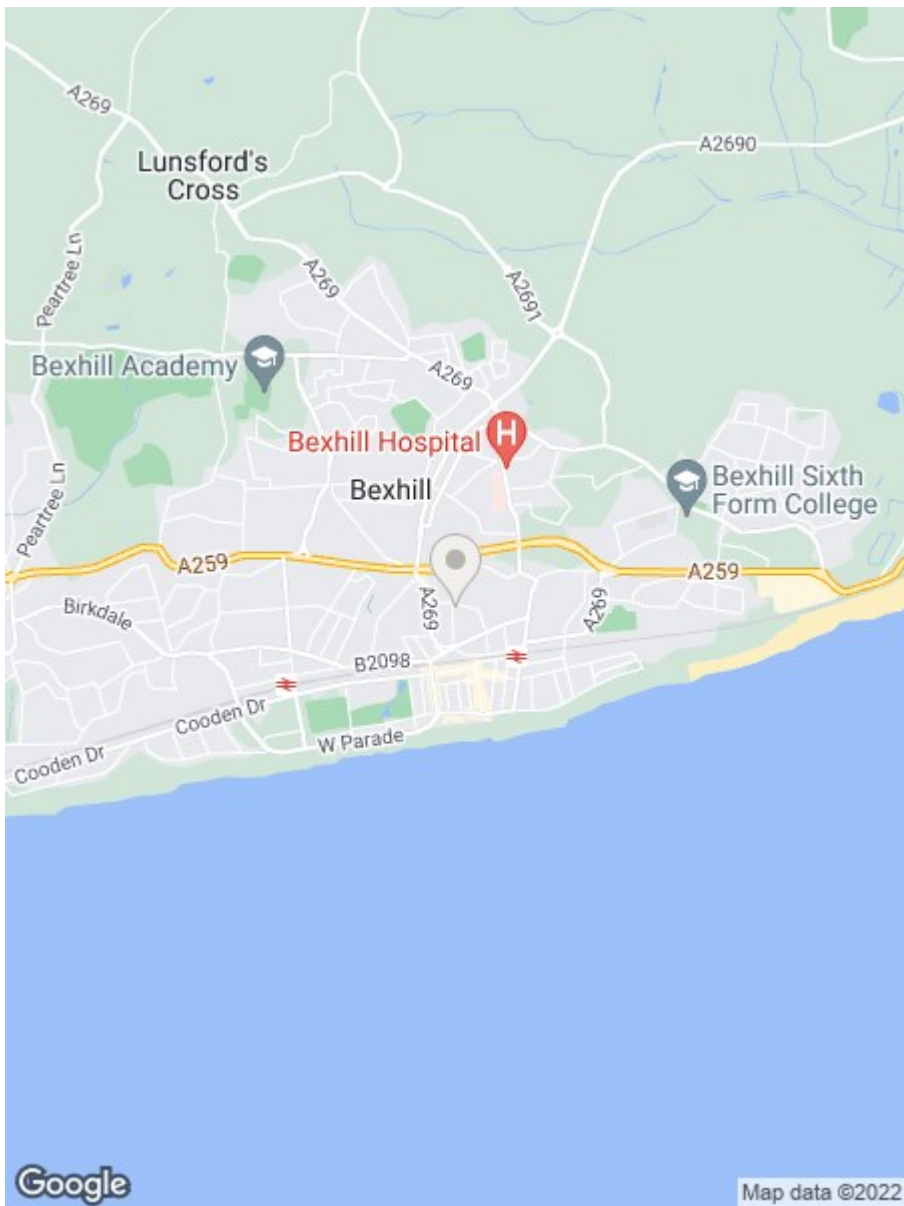 A269
A2690
Lunsford's
Cross
Peartree Ln
A269
A2691
Bexhill Academy
A269
Bexhill Hospital
H
Bexhill
Bexhill Sixth
Form College
Peartree Ln
A259
A259
Birkdale
A269
A269
B2098
Cooden Dr
W Parade
Cooden Dr
Google
Map data ©2022